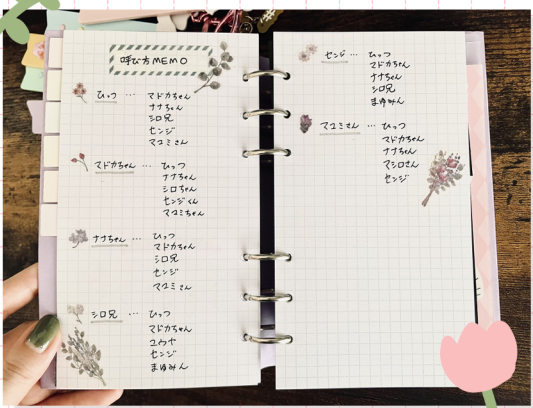 呼び方MEMO
ひっつ … マドカちゃん
ナナちゃん
シロ兄
センジ
マユミさん
マドカちゃん … ひっつ
ナナちゃん
シロちゃん
センジくん
マユミちゃん
ナナちゃん … ひっつ
マドカちゃん
シロ兄
センジ
マユミさん
シロ兄 … ひっつ
マドカちゃん
ユウヤ
センジ
まゆみん
センジ … ひっつ
マドカちゃん
ナナちゃん
シロ兄
まゆみん
マユミさん … ひっつ
マドカちゃん
ナナちゃん
マシロさん
センジ